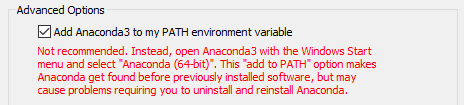 Advanced Options
Add Anaconda3 to my PATH environment variable
Not recommended. Instead, open Anaconda3 with the Windows Start
menu and select "Anaconda (64-bit)". This "add to PATH" option makes
Anaconda get found before previously installed software, but may
cause problems requiring you to uninstall and reinstall Anaconda.